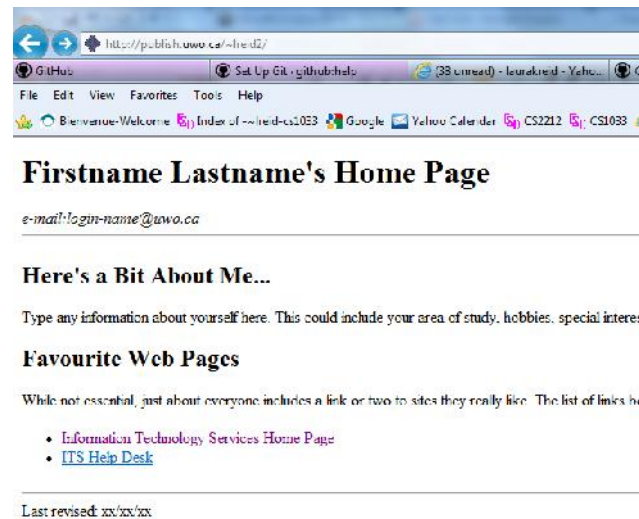 http://publish.uwo.ca/~lreid2/
GitHub Set Up Git · github:help (38 unread) - laurakreid - Yaho...
File Edit View Favorites Tools Help
Bienvenue-Welcome Index of -~lreid-cs1033 Google Yahoo Calendar CS2212 CS1033
Firstname Lastname's Home Page
e-mail:login-name@uwo.ca
Here's a Bit About Me...
Type any information about yourself here. This could include your area of study, hobbies, special interes
Favourite Web Pages
While not essential, just about everyone includes a link or two to sites they really like. The list of links be
Information Technology Services Home Page
ITS Help Desk
Last revised: xx/xx/xx